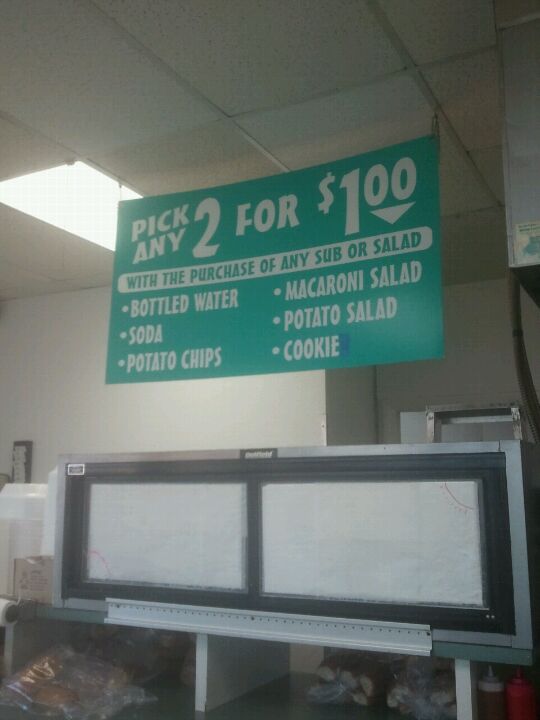 PICK ANY 2 FOR $1.00
WITH THE PURCHASE OF ANY SUB OR SALAD
• BOTTLED WATER
• SODA
• POTATO CHIPS
• MACARONI SALAD
• POTATO SALAD
• COOKIE
Delfield